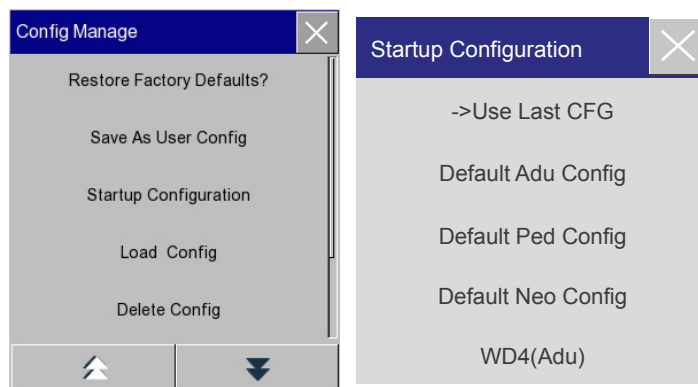 Config Manage
Restore Factory Defaults?
Save As User Config
Startup Configuration
Load Config
Delete Config
Startup Configuration
->Use Last CFG
Default Adu Config
Default Ped Config
Default Neo Config
WD4(Adu)